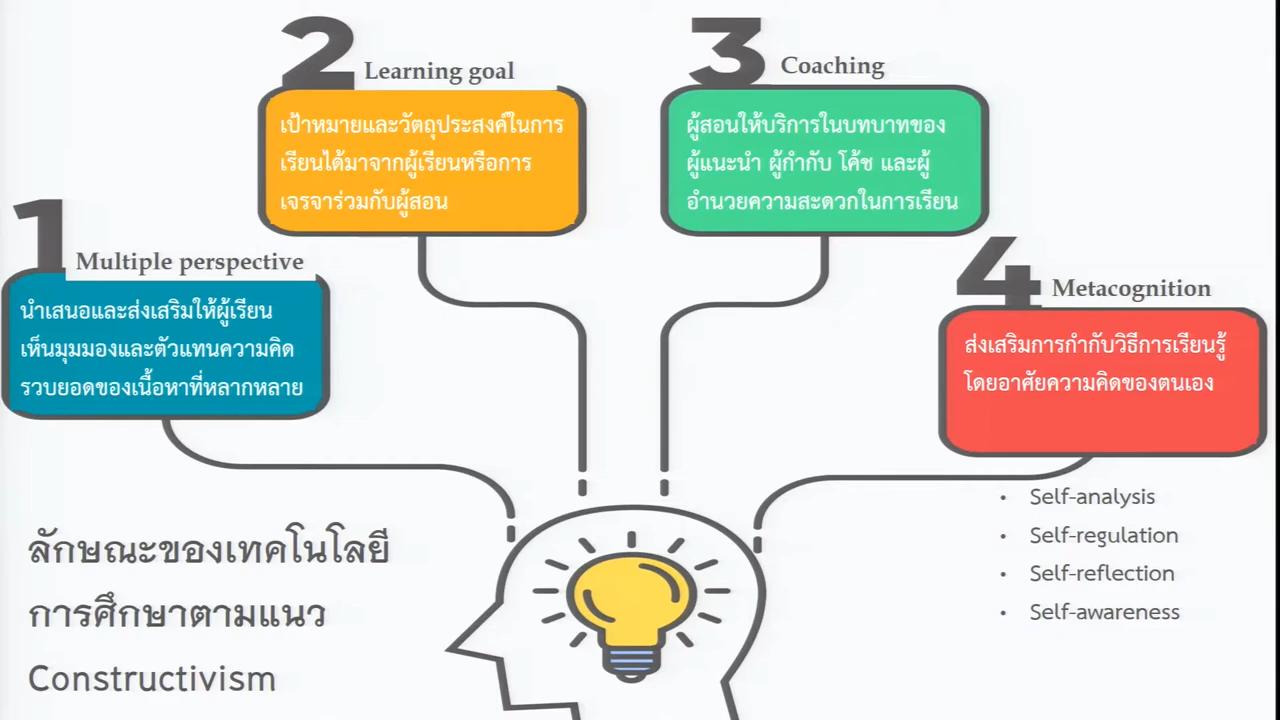 1
Multiple perspective
นำเสนอและส่งเสริมให้ผู้เรียน
เห็นมุมมองและตัวแทนความคิด
รวบยอดของเนื้อหาที่หลากหลาย
2
Learning goal
เป้าหมายและวัตถุประสงค์ในการ
เรียนได้มาจากผู้เรียนหรือการ
เจรจาร่วมกับผู้สอน
3
Coaching
ผู้สอนให้บริการในบทบาทของ
ผู้แนะนำ ผู้กำกับ โค้ช และผู้
อำนวยความสะดวกในการเรียน
4
Metacognition
ส่งเสริมการกำกับวิธีการเรียนรู้
โดยอาศัยความคิดของตนเอง
• Self-analysis
• Self-regulation
• Self-reflection
• Self-awareness
ลักษณะของเทคโนโลยี
การศึกษาตามแนว
Constructivism